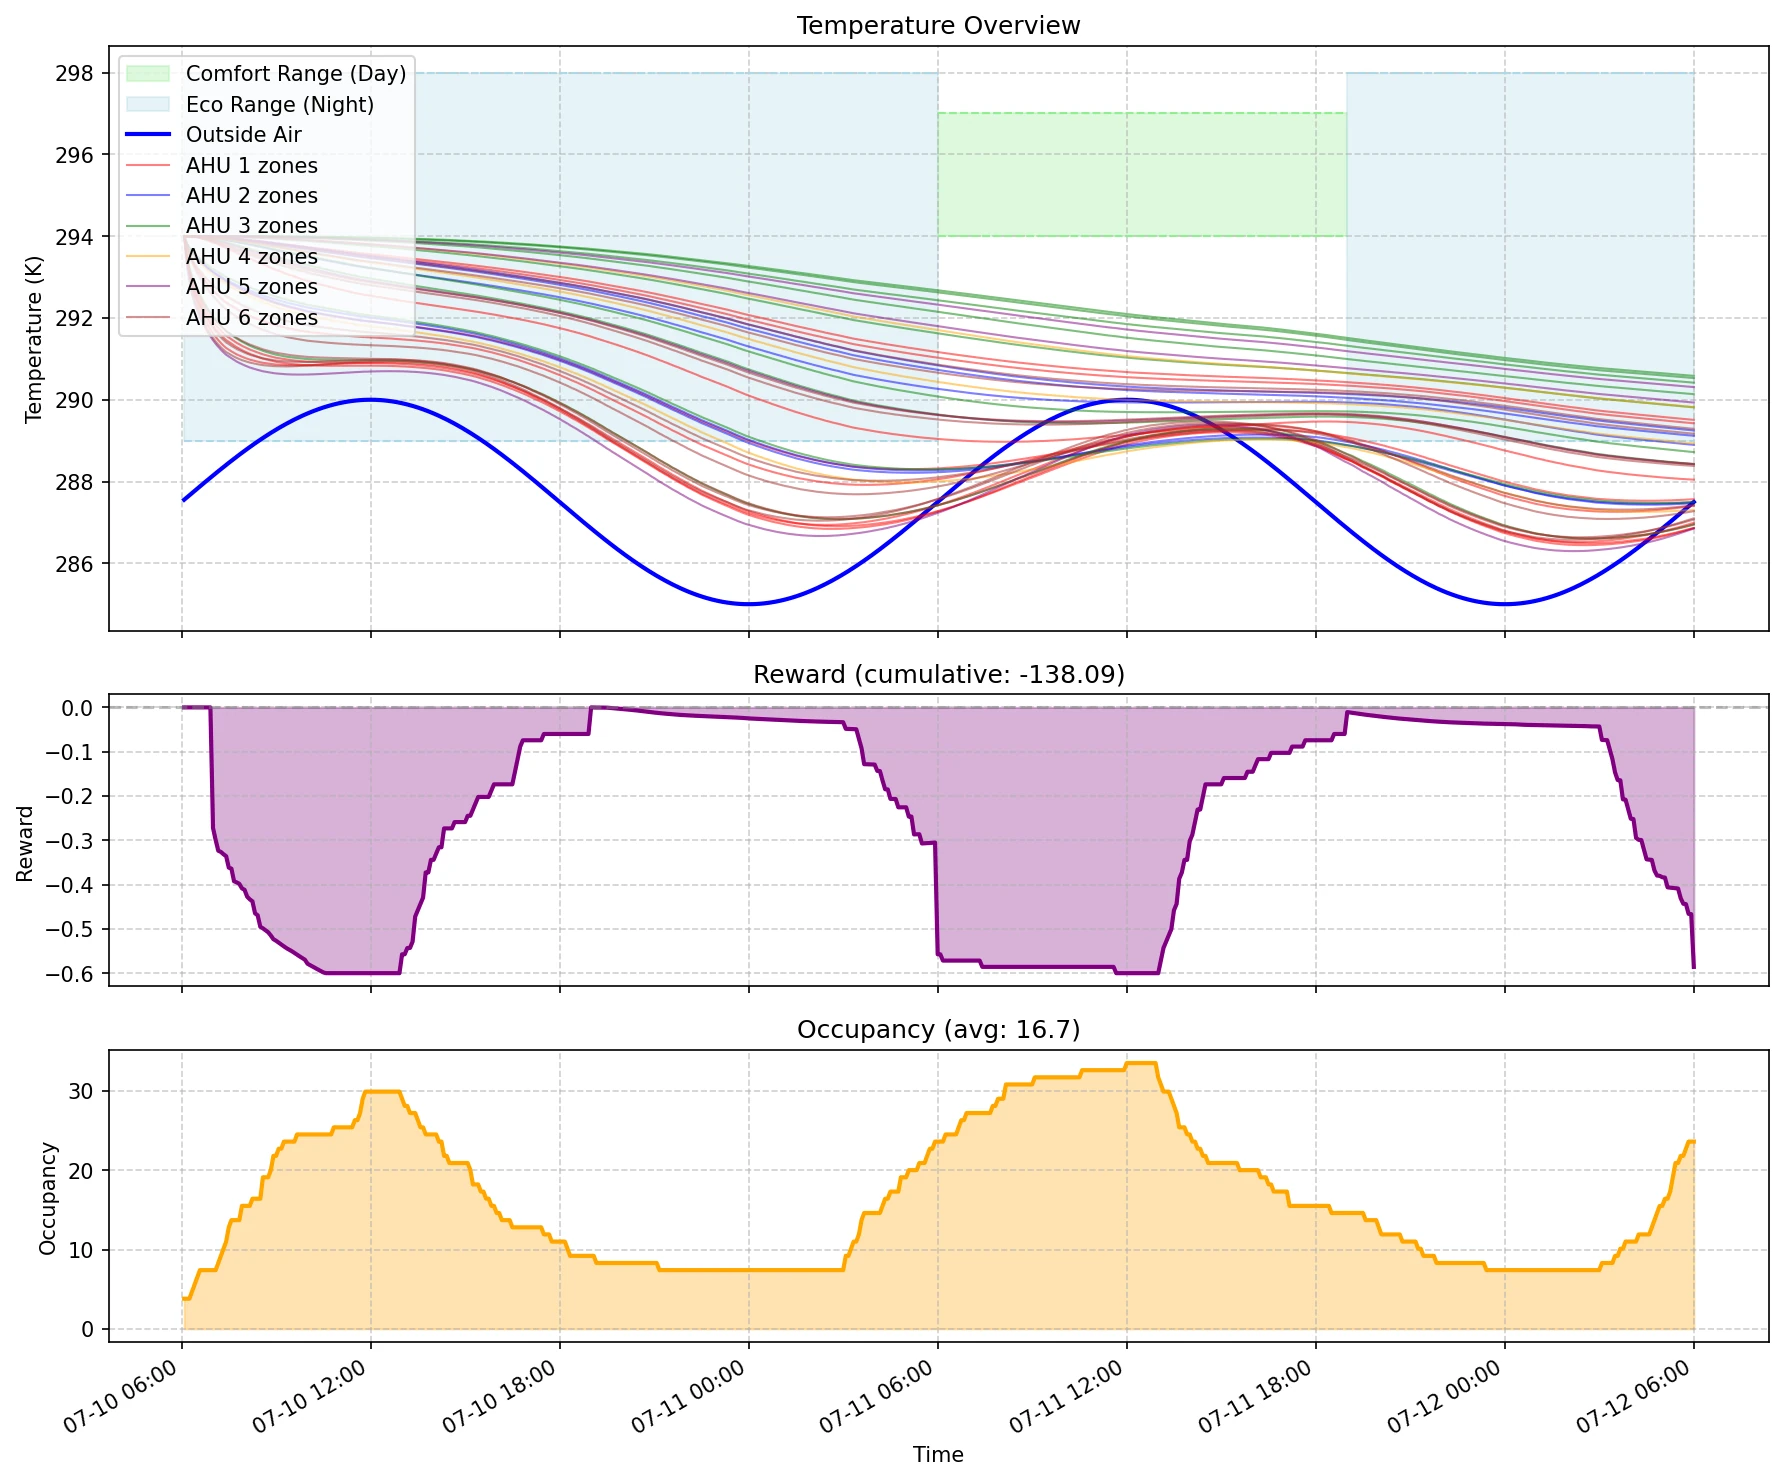 Temperature Overview
Temperature (K)
298
296
294
292
290
288
286
Comfort Range (Day)
Eco Range (Night)
Outside Air
AHU 1 zones
AHU 2 zones
AHU 3 zones
AHU 4 zones
AHU 5 zones
AHU 6 zones
Reward (cumulative: -138.09)
Reward
0.0
−0.1
−0.2
−0.3
−0.4
−0.5
−0.6
Occupancy (avg: 16.7)
Occupancy
30
20
10
0
07-10 06:00
07-10 12:00
07-10 18:00
07-11 00:00
07-11 06:00
07-11 12:00
07-11 18:00
07-12 00:00
07-12 06:00
Time